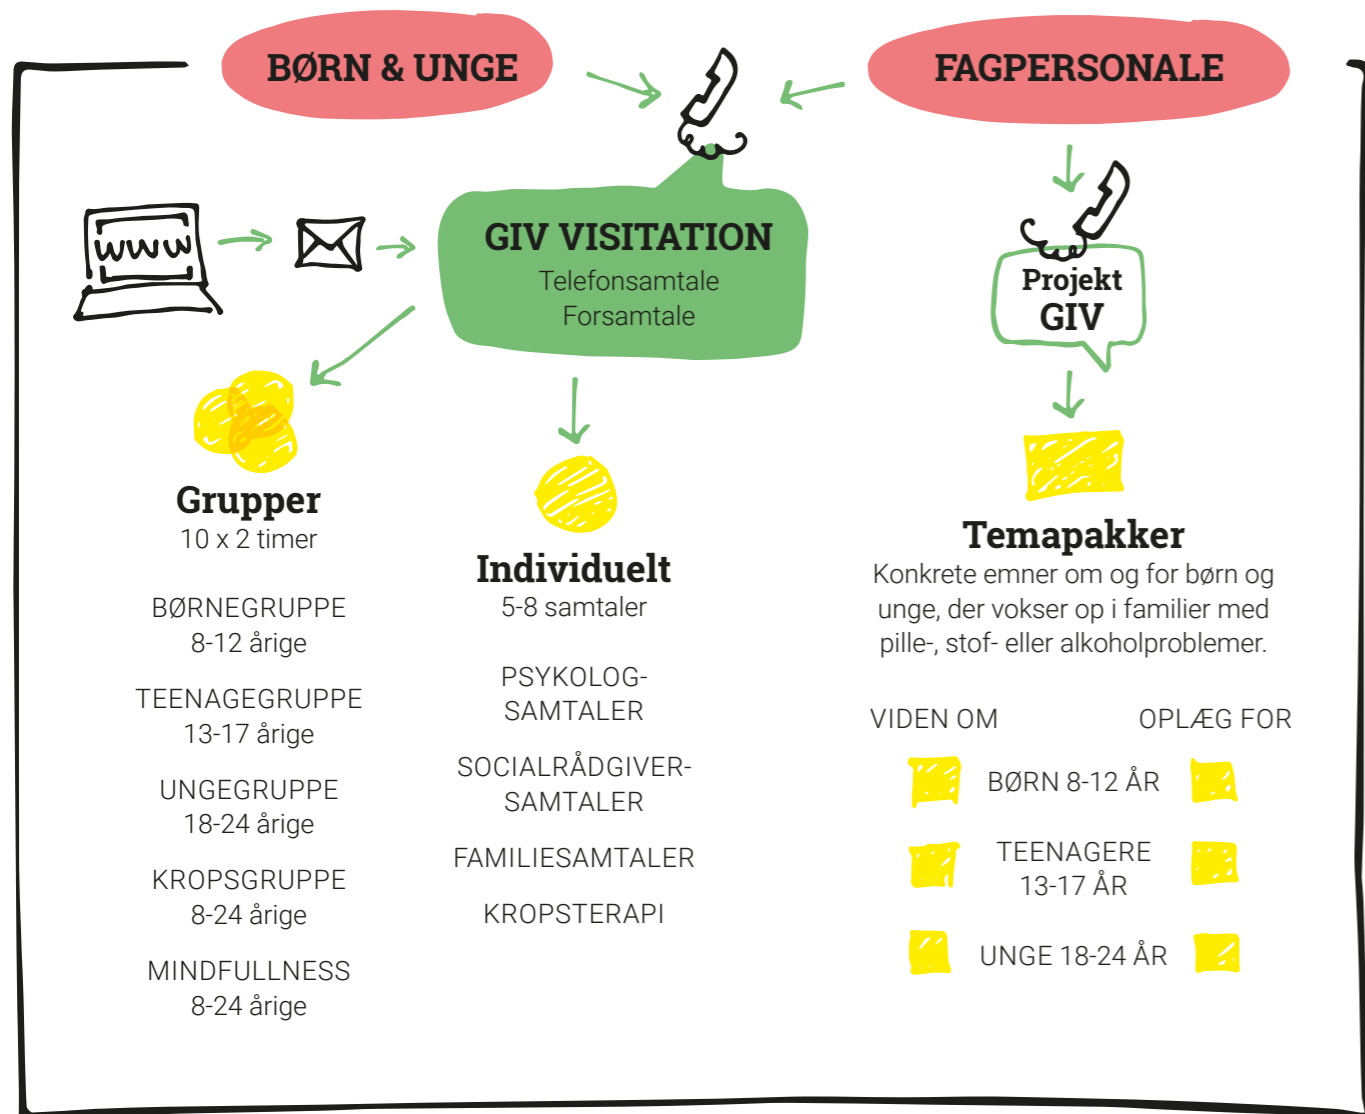 BØRN & UNGE
FAGPERSONALE
www
GIV VISITATION
Telefonsamtale
Forsamtale
Projekt
GIV
Grupper
10 x 2 timer
BØRNEGRUPPE
8-12 årige
TEENAGEGRUPPE
13-17 årige
UNGEGRUPPE
18-24 årige
KROPSGRUPPE
8-24 årige
MINDFULLNESS
8-24 årige
Individuelt
5-8 samtaler
PSYKOLOG-
SAMTALER
SOCIALRÅDGIVER-
SAMTALER
FAMILIESAMTALER
KROPSTERAPI
Temapakker
Konkrete emner om og for børn og
unge, der vokser op i familier med
pille-, stof- eller alkoholproblemer.
VIDEN OM
OPLÆG FOR
BØRN 8-12 ÅR
TEENAGERE
13-17 ÅR
UNGE 18-24 ÅR